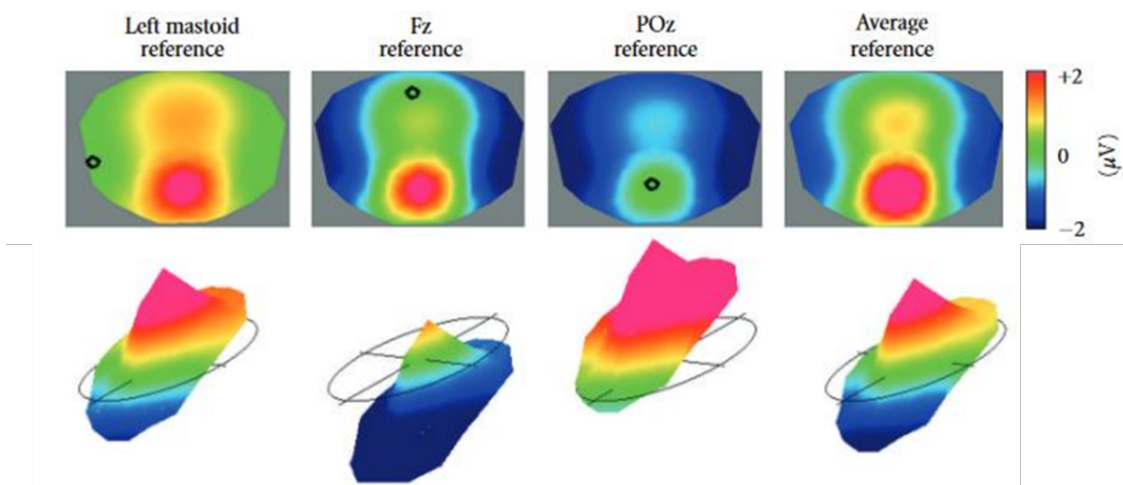 Left mastoid
reference
Fz
reference
POz
reference
Average
reference
+2
0
−2
(μV)